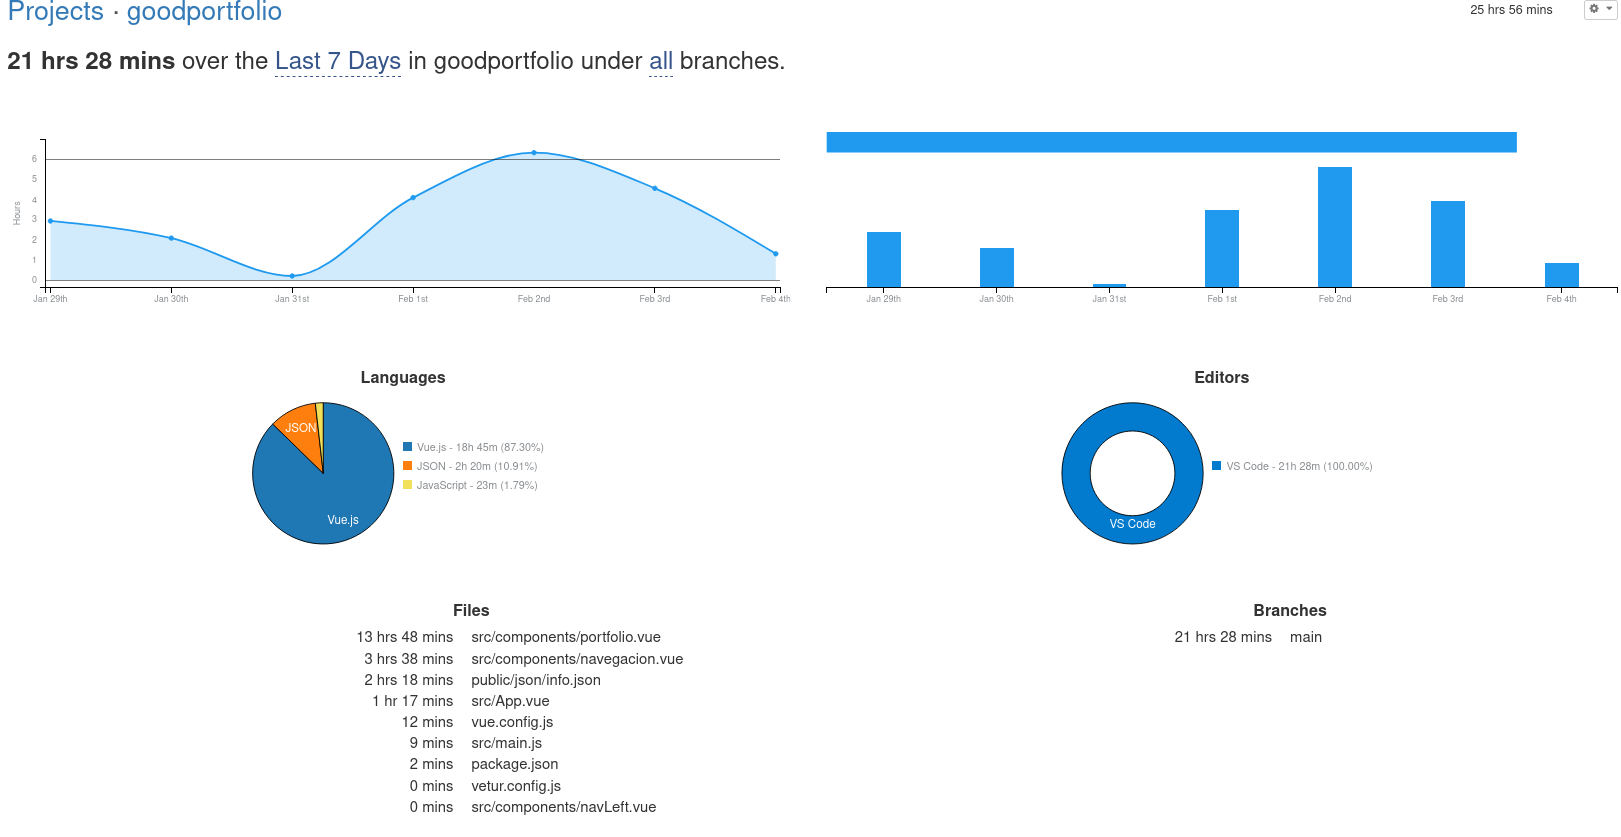 Projects · goodportfolio
25 hrs 56 mins
21 hrs 28 mins over the Last 7 Days in goodportfolio under all branches.
Hours
6
5
4
3
2
1
0
Jan 29th Jan 30th Jan 31st Feb 1st Feb 2nd Feb 3rd Feb 4th
Jan 29th Jan 30th Jan 31st Feb 1st Feb 2nd Feb 3rd Feb 4th
Languages
JSON
Vue.js
Vue.js - 18h 45m (87.30%)
JSON - 2h 20m (10.91%)
JavaScript - 23m (1.79%)
Editors
VS Code
VS Code - 21h 28m (100.00%)
Files
13 hrs 48 mins src/components/portfolio.vue
3 hrs 38 mins src/components/navegacion.vue
2 hrs 18 mins public/json/info.json
1 hr 17 mins src/App.vue
12 mins vue.config.js
9 mins src/main.js
2 mins package.json
0 mins vetur.config.js
0 mins src/components/navLeft.vue
Branches
21 hrs 28 mins main